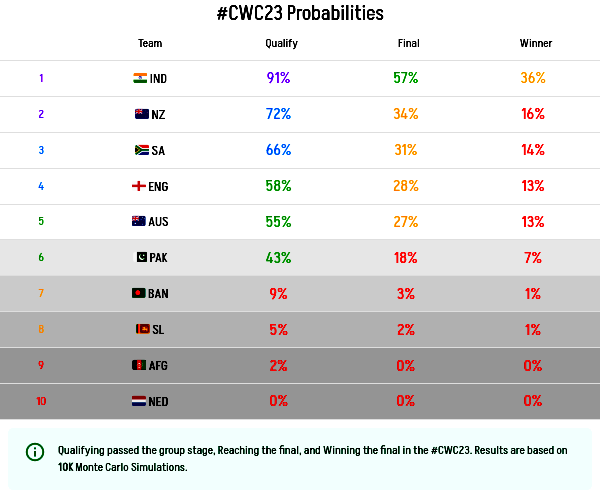 #CWC23 Probabilities
Team Qualify Final Winner
1 IND 91% 57% 36%
2 NZ 72% 34% 16%
3 SA 66% 31% 14%
4 ENG 58% 28% 13%
5 AUS 55% 27% 13%
6 PAK 43% 18% 7%
7 BAN 9% 3% 1%
8 SL 5% 2% 1%
9 AFG 2% 0% 0%
10 NED 0% 0% 0%
Qualifying passed the group stage, Reaching the final, and Winning the final in the #CWC23. Results are based on
10K Monte Carlo Simulations.